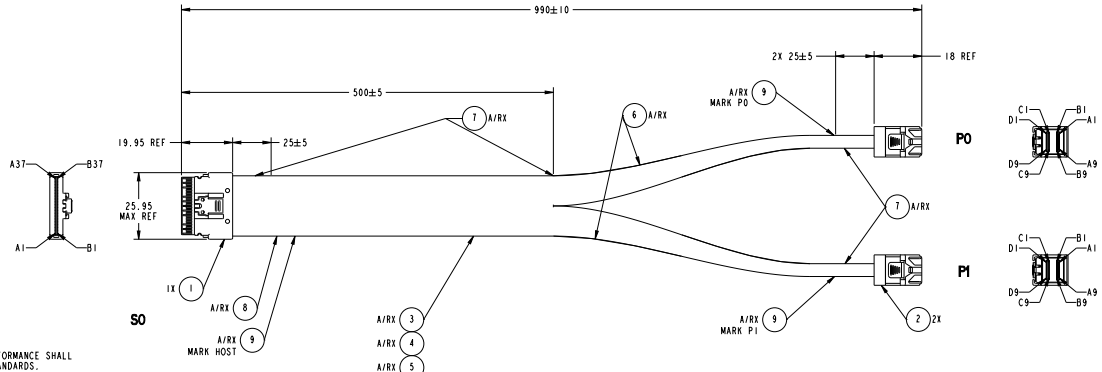 990±10
2X 25±5
18 REF
500±5
A/RX 9
MARK P0
6 A/RX
7 A/RX
C1
B1
D1
A1
P0
19.95 REF
25±5
A37
B37
D9
A9
C9
B9
25.95
MAX REF
7 A/RX
A1
B1
C1
B1
D1
A1
P1
1X 1
A/RX 8
D9
A9
C9
B9
S0
A/RX 9
MARK HOST
A/RX 3
A/RX 4
A/RX 5
A/RX 9
MARK P1
2 2X
FORMANCE SHALL
ANDARDS.